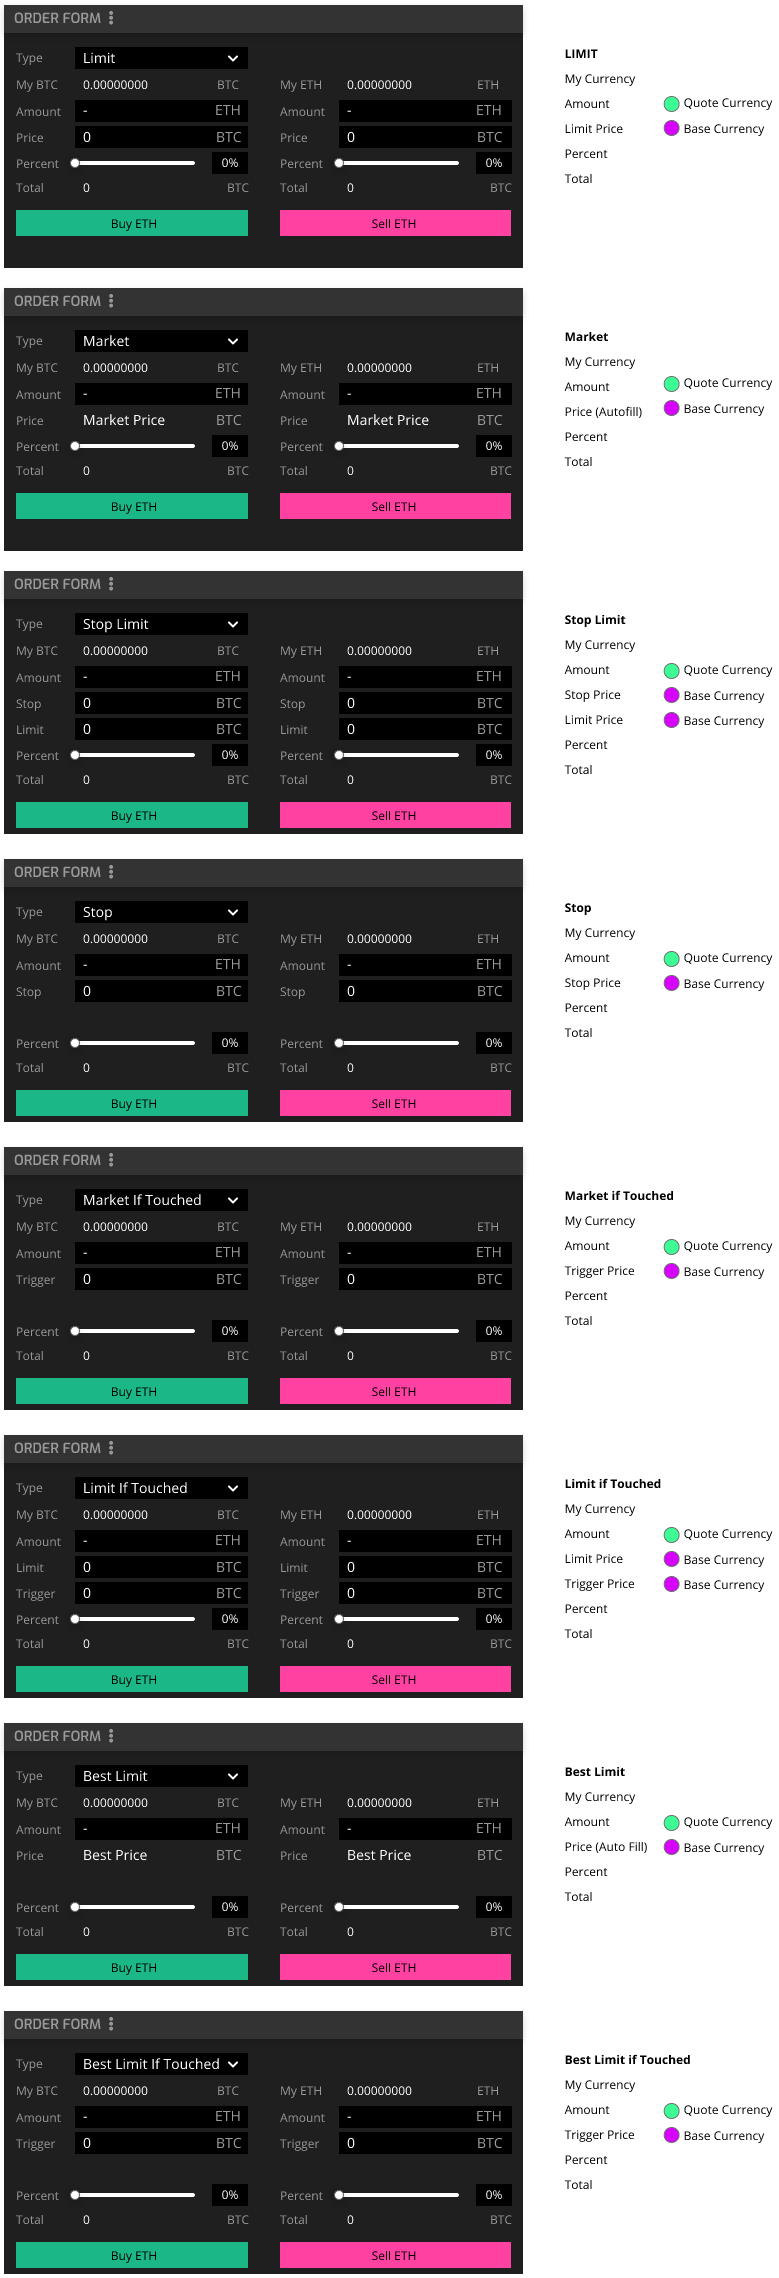 ORDER FORM
Type Limit
My BTC 0.00000000 BTC My ETH 0.00000000 ETH
Amount - ETH Amount - ETH
Price 0 BTC Price 0 BTC
Percent 0% Percent 0%
Total 0 BTC Total 0 BTC
Buy ETH Sell ETH
LIMIT
My Currency
Amount Quote Currency
Limit Price Base Currency
Percent
Total
ORDER FORM
Type Market
My BTC 0.00000000 BTC My ETH 0.00000000 ETH
Amount - ETH Amount - ETH
Price Market Price BTC Price Market Price BTC
Percent 0% Percent 0%
Total 0 BTC Total 0 BTC
Buy ETH Sell ETH
Market
My Currency
Amount Quote Currency
Price (Autofill) Base Currency
Percent
Total
ORDER FORM
Type Stop Limit
My BTC 0.00000000 BTC My ETH 0.00000000 ETH
Amount - ETH Amount - ETH
Stop 0 BTC Stop 0 BTC
Limit 0 BTC Limit 0 BTC
Percent 0% Percent 0%
Total 0 BTC Total 0 BTC
Buy ETH Sell ETH
Stop Limit
My Currency
Amount Quote Currency
Stop Price Base Currency
Limit Price Base Currency
Percent
Total
ORDER FORM
Type Stop
My BTC 0.00000000 BTC My ETH 0.00000000 ETH
Amount - ETH Amount - ETH
Stop 0 BTC Stop 0 BTC
Percent 0% Percent 0%
Total 0 BTC Total 0 BTC
Buy ETH Sell ETH
Stop
My Currency
Amount Quote Currency
Stop Price Base Currency
Percent
Total
ORDER FORM
Type Market If Touched
My BTC 0.00000000 BTC My ETH 0.00000000 ETH
Amount - ETH Amount - ETH
Trigger 0 BTC Trigger 0 BTC
Percent 0% Percent 0%
Total 0 BTC Total 0 BTC
Buy ETH Sell ETH
Market if Touched
My Currency
Amount Quote Currency
Trigger Price Base Currency
Percent
Total
ORDER FORM
Type Limit If Touched
My BTC 0.00000000 BTC My ETH 0.00000000 ETH
Amount - ETH Amount - ETH
Limit 0 BTC Limit 0 BTC
Trigger 0 BTC Trigger 0 BTC
Percent 0% Percent 0%
Total 0 BTC Total 0 BTC
Buy ETH Sell ETH
Limit if Touched
My Currency
Amount Quote Currency
Limit Price Base Currency
Trigger Price Base Currency
Percent
Total
ORDER FORM
Type Best Limit
My BTC 0.00000000 BTC My ETH 0.00000000 ETH
Amount - ETH Amount - ETH
Price Best Price BTC Price Best Price BTC
Percent 0% Percent 0%
Total 0 BTC Total 0 BTC
Buy ETH Sell ETH
Best Limit
My Currency
Amount Quote Currency
Price (Auto Fill) Base Currency
Percent
Total
ORDER FORM
Type Best Limit If Touched
My BTC 0.00000000 BTC My ETH 0.00000000 ETH
Amount - ETH Amount - ETH
Trigger 0 BTC Trigger 0 BTC
Percent 0% Percent 0%
Total 0 BTC Total 0 BTC
Buy ETH Sell ETH
Best Limit if Touched
My Currency
Amount Quote Currency
Trigger Price Base Currency
Percent
Total